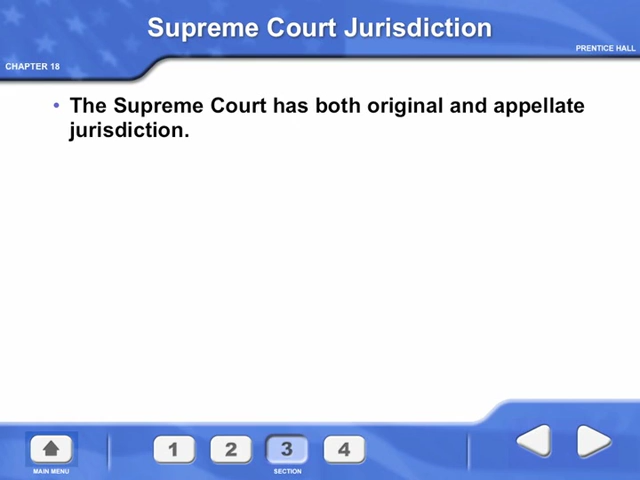 Supreme Court Jurisdiction
PRENTICE HALL
CHAPTER 18
• The Supreme Court has both original and appellate
jurisdiction.
1 2 3 4
MAIN MENU
SECTION